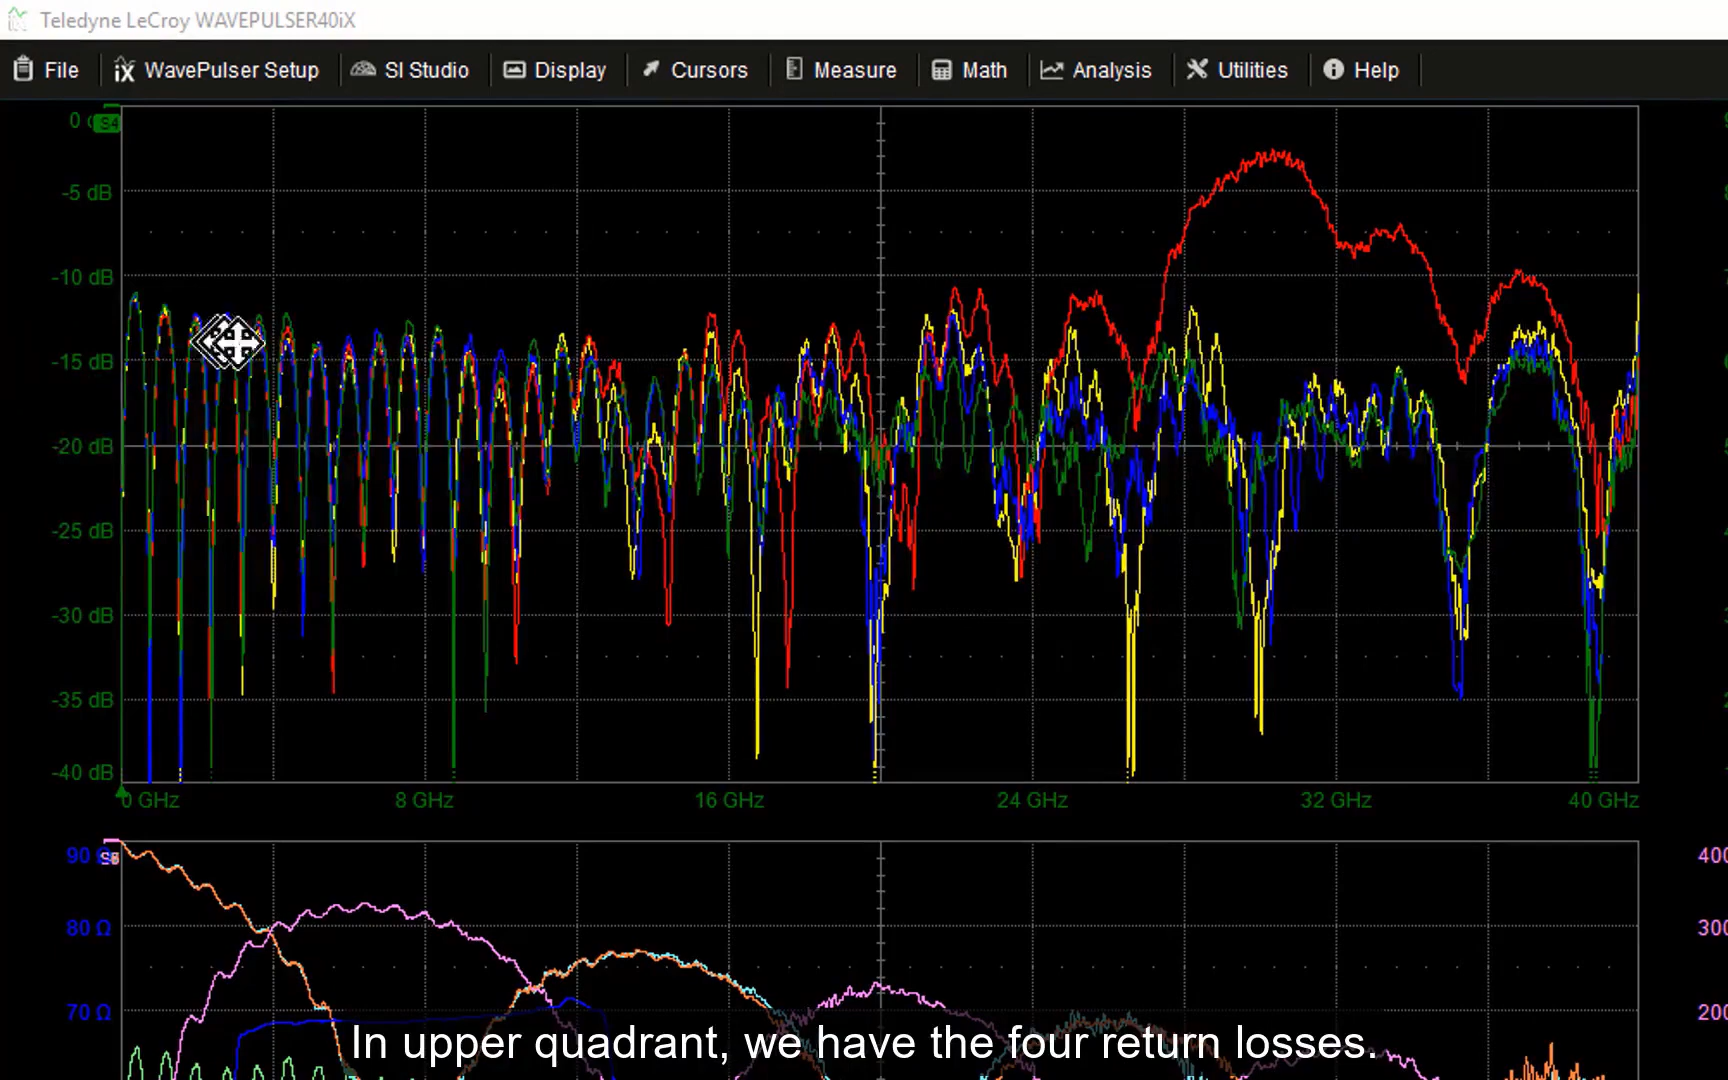 Teledyne LeCroy WAVEPULSER40iX
File
WavePulser Setup
SI Studio
Display
Cursors
Measure
Math
Analysis
Utilities
Help
0
S4
-5 dB
-10 dB
-15 dB
-20 dB
-25 dB
-30 dB
-35 dB
-40 dB
0 GHz
8 GHz
16 GHz
24 GHz
32 GHz
40 GHz
90
80 Ω
70 Ω
400
300
200
In upper quadrant, we have the four return losses.